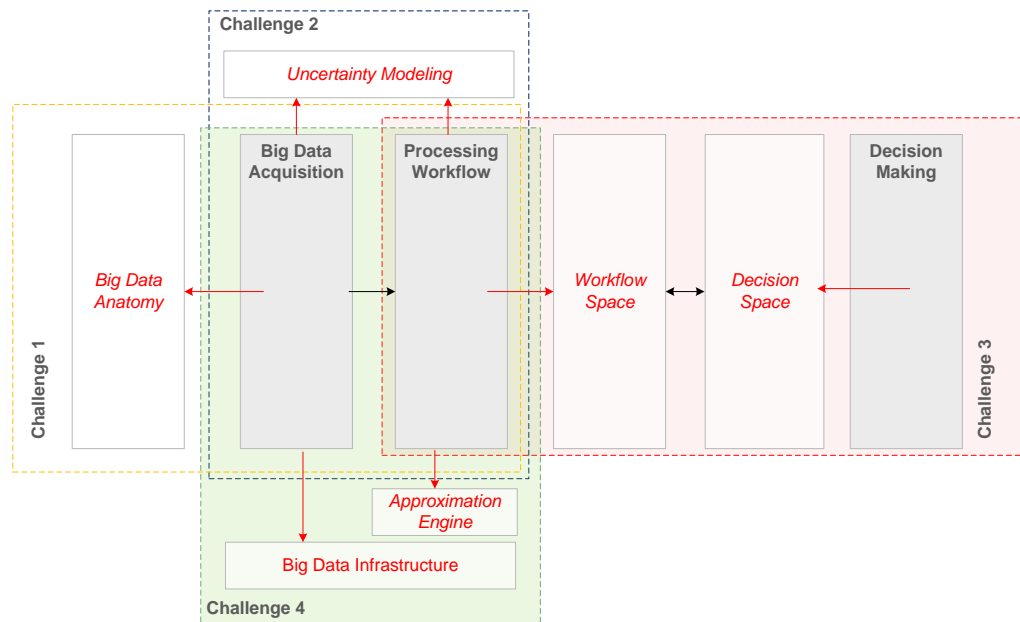 Challenge 2
Uncertainty Modeling
Big Data
Acquisition
Processing
Workflow
Decision
Making
Big Data
Anatomy
Workflow
Space
Decision
Space
Challenge 1
Challenge 3
Approximation
Engine
Big Data Infrastructure
Challenge 4